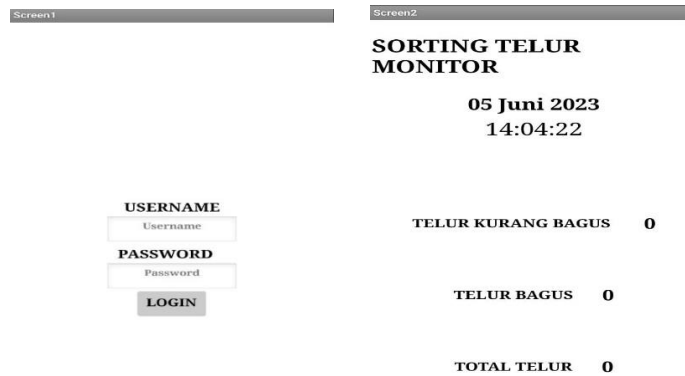 Screen1
USERNAME
Username
PASSWORD
Password
LOGIN
Screen2
SORTING TELUR
MONITOR
05 Juni 2023
14:04:22
TELUR KURANG BAGUS 0
TELUR BAGUS 0
TOTAL TELUR 0